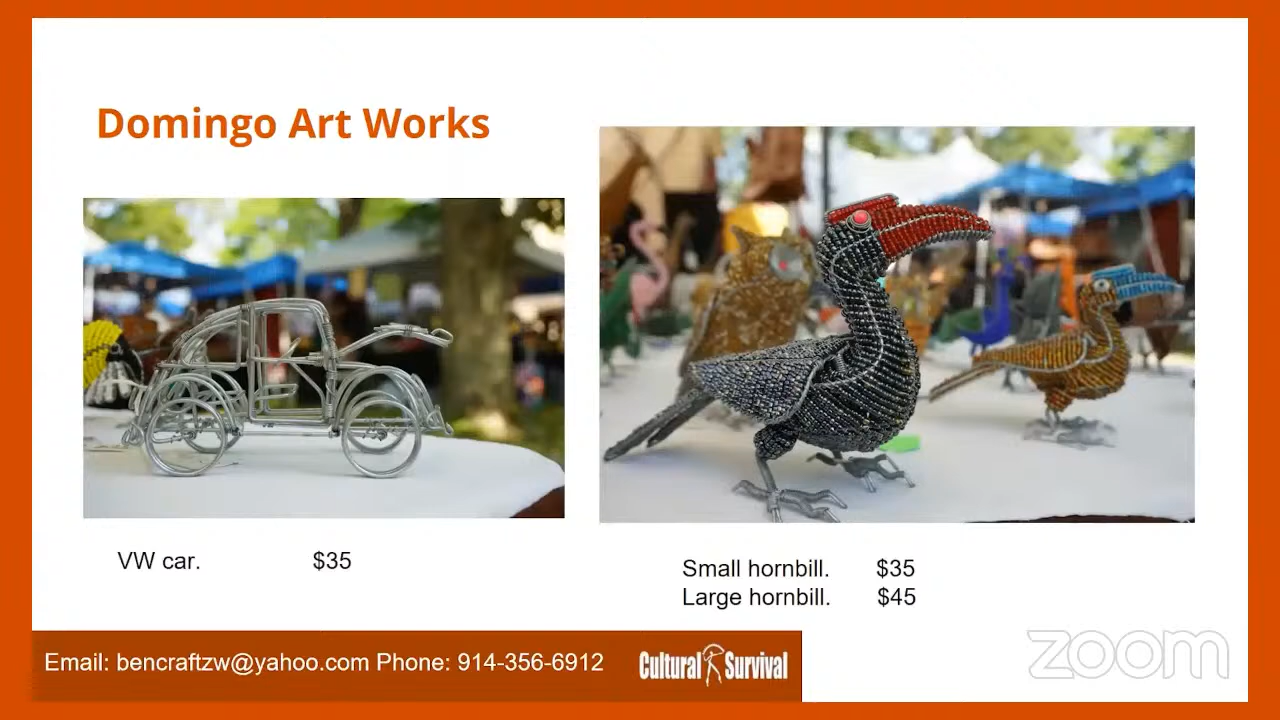 Domingo Art Works
VW car. $35
Small hornbill. $35
Large hornbill. $45
Email: bencraftzw@yahoo.com Phone: 914-356-6912
Cultural Survival
zoom